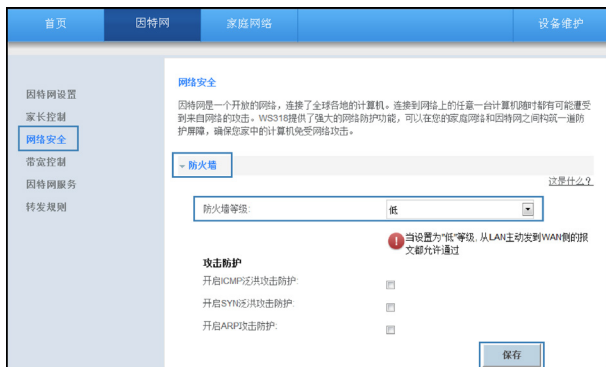 首页 因特网 家庭网络 设备维护
因特网设置
家长控制
网络安全
带宽控制
因特网服务
转发规则
网络安全
因特网是一个开放的网络，连接了全球各地的计算机。连接到网络上的任意一台计算机随时都有可能遭受
到来自网络的攻击。WS318提供了强大的网络防护功能，可以在您的家庭网络和因特网之间构筑一道防
护屏障，确保您家中的计算机免受网络攻击。
防火墙
这是什么?
防火墙等级: 低
当设置为"低"等级, 从LAN主动发到WAN侧的报
文都允许通过
攻击防护
开启ICMP泛洪攻击防护:
开启SYN泛洪攻击防护:
开启ARP攻击防护:
保存